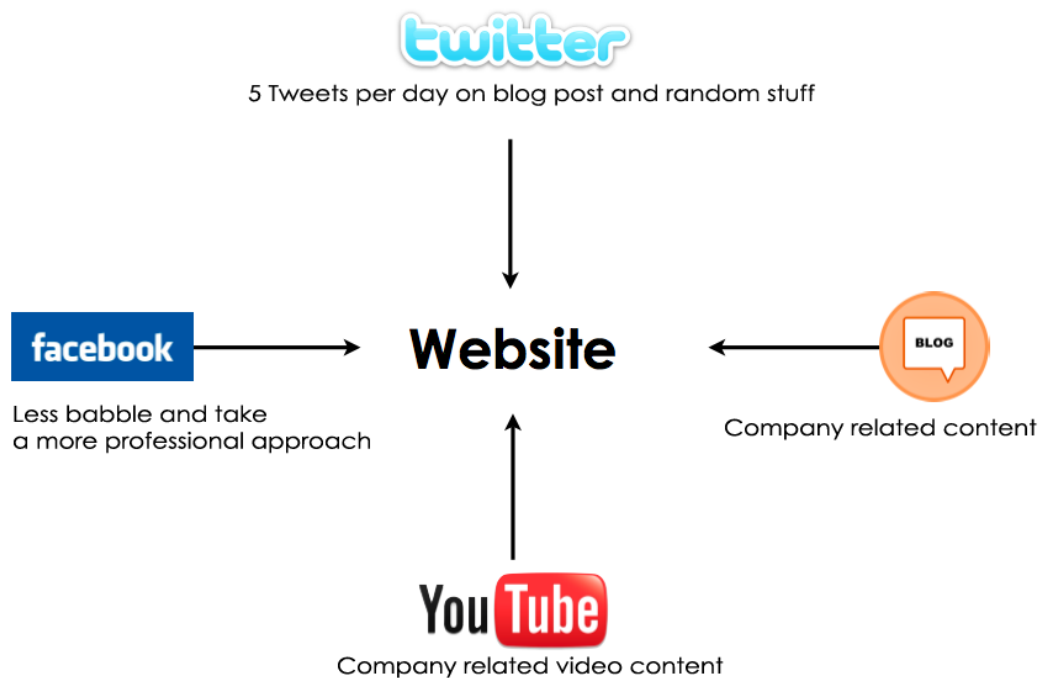 twitter
5 Tweets per day on blog post and random stuff
facebook
Website
BLOG
Less babble and take
a more professional approach
Company related content
YouTube
Company related video content